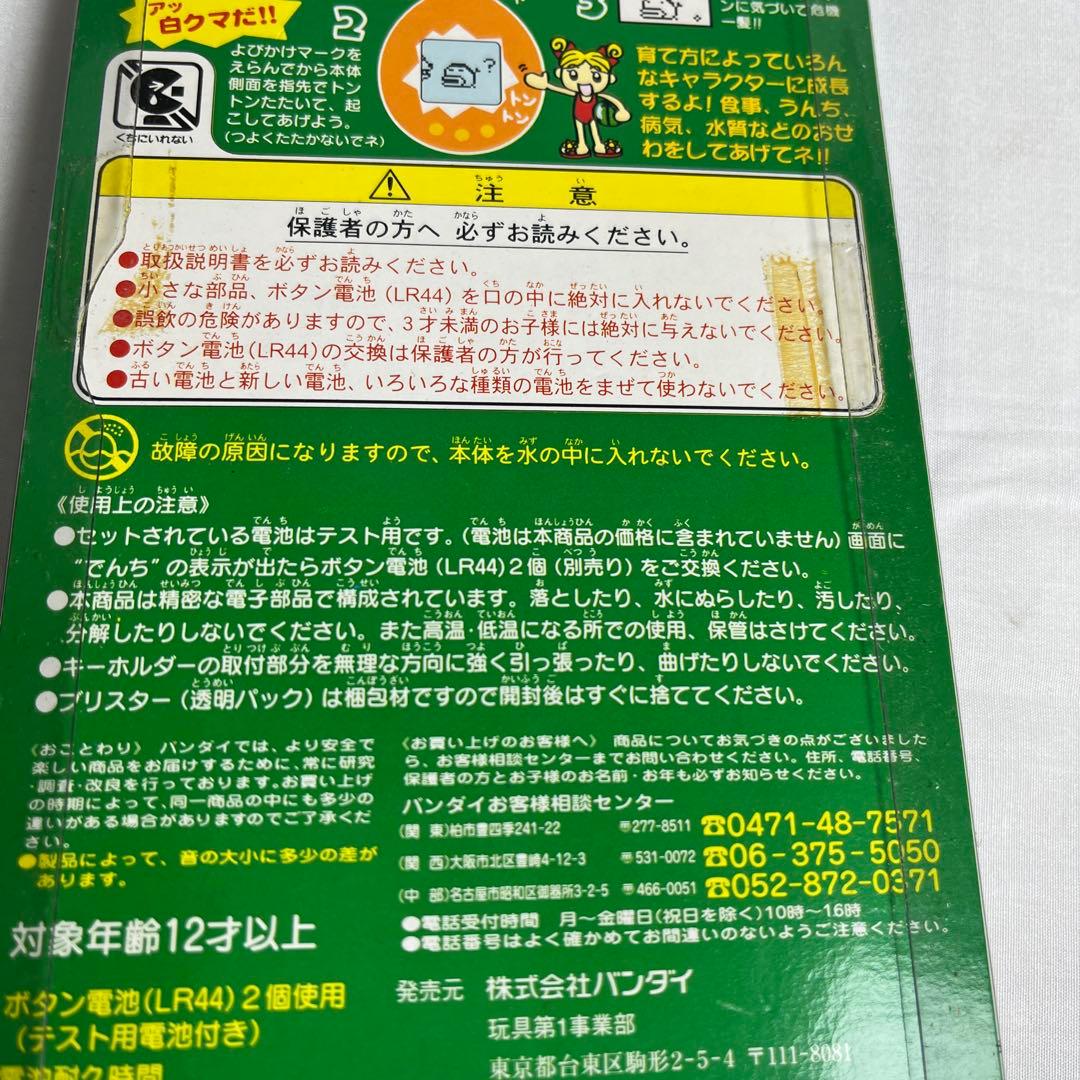 アッ
白クマだ!!
2
よびかけマークを
えらんでから本体
側面を指先でトン
トンたたいて、起
こしてあげよう。
(つよくたたかないでネ)
くちにいれない
?
トン
トン
3
ンに気づいて危機
一髪!!
育て方によっていろん
なキャラクターに成長
するよ!食事、うんち、
病気、水質などのおせ
わをしてあげてネ!!
注意
保護者の方へ 必ずお読みください。
●取扱説明書を必ずお読みください。
●小さな部品、ボタン電池(LR44)を口の中に絶対に入れないでください。
●誤飲の危険がありますので、3才未満のお子様には絶対に与えないでください。
●ボタン電池(LR44)の交換は保護者の方が行ってください。
●古い電池と新しい電池、いろいろな種類の電池をまぜて使わないでください。
故障の原因になりますので、本体を水の中に入れないでください。
《使用上の注意》
●セットされている電池はテスト用です。(電池は本商品の価格に含まれていません)画面に
“でんち”の表示が出たらボタン電池(LR44)2個(別売り)をご交換ください。
●本商品は精密な電子部品で構成されています。落としたり、水にぬらしたり、汚したり、
分解したりしないでください。また高温・低温になる所での使用、保管はさけてください。
●キーホルダーの取付部分を無理な方向に強く引っ張ったり、曲げたりしないでください。
●ブリスター(透明パック)は梱包材ですので開封後はすぐに捨ててください。
〈おことわり〉 バンダイでは、より安全で
楽しい商品をお届けするために、常に研究
・調査・改良を行っております。お買い上げ
の時期によって、同一商品の中にも多少の
違いがある場合がありますのでご了承くだ
さい。
●製品によって、音の大小に多少の差が
あります。
〈お買い上げのお客様へ〉 商品についてお気づきの点がございました
ら、お客様相談センターまでお問い合わせください。住所、電話番号、
保護者の方とお子様のお名前・お年も必ずお知らせください。
バンダイお客様相談センター
(関 東)柏市豊四季241-22 〒277-8511 ☎0471-48-7571
(関 西)大阪市北区豊崎4-12-3 〒531-0072 ☎06-375-5050
(中 部)名古屋市昭和区御器所3-2-5 〒466-0051 ☎052-872-0371
●電話受付時間 月〜金曜日(祝日を除く)10時〜16時
●電話番号はよく確かめてお間違いのないようご注意ください。
対象年齢12才以上
ボタン電池(LR44)2個使用
(テスト用電池付き)
電池耐久時間
発売元 株式会社バンダイ
玩具第1事業部
東京都台東区駒形2-5-4 〒111-8081